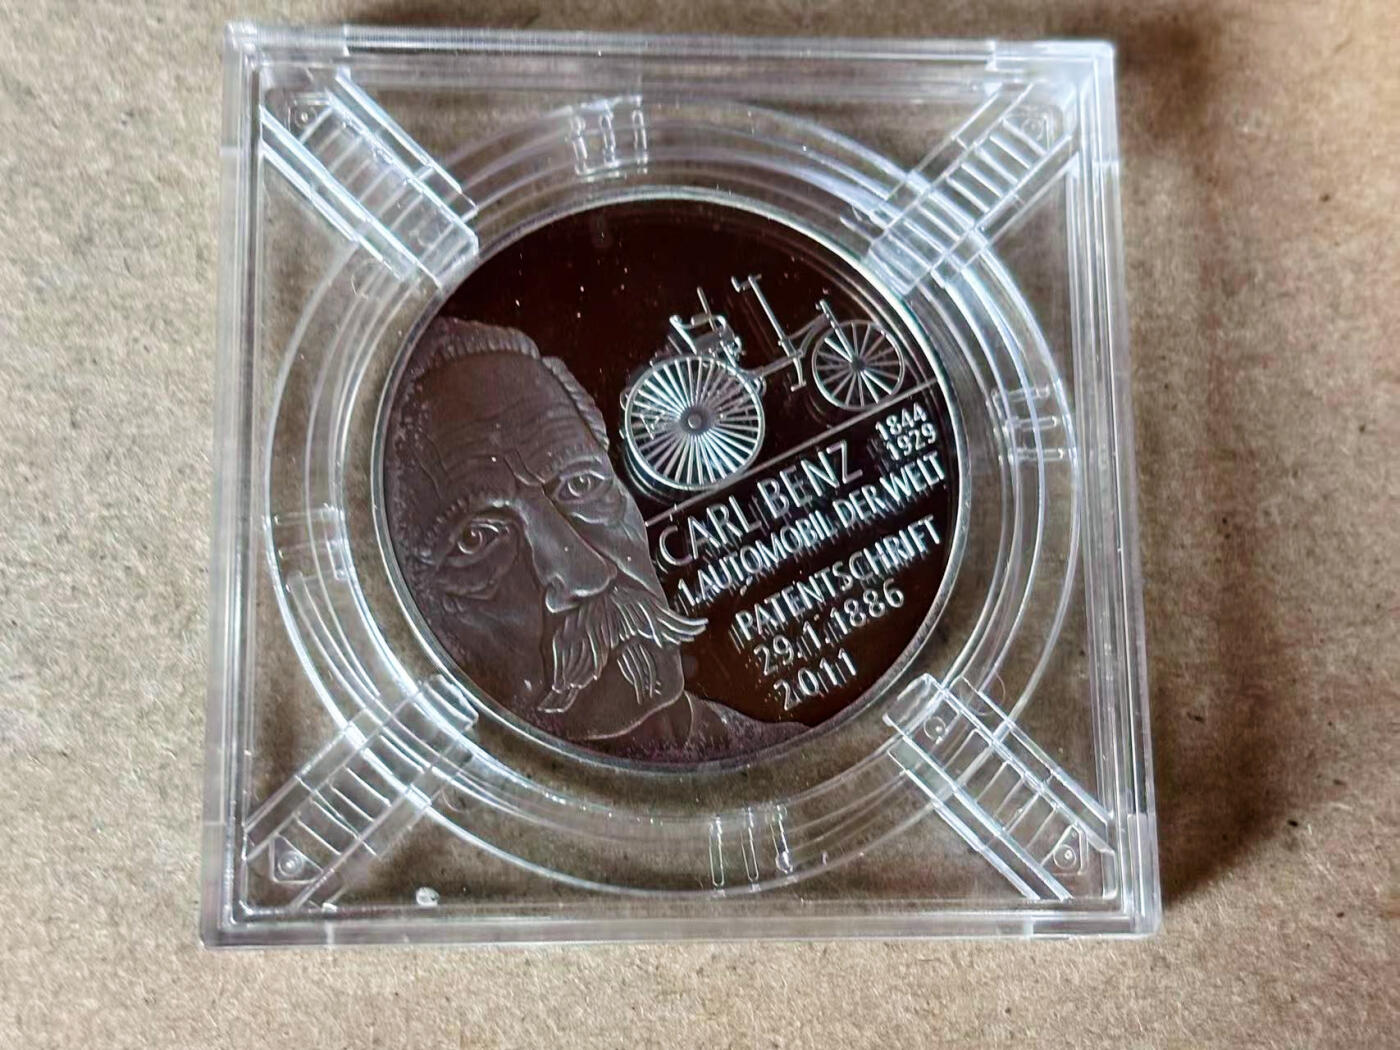 1844
1929
CARL BENZ
1. AUTOMOBIL DER WELT
PATENTSCHRIFT
29.1.1886
2011